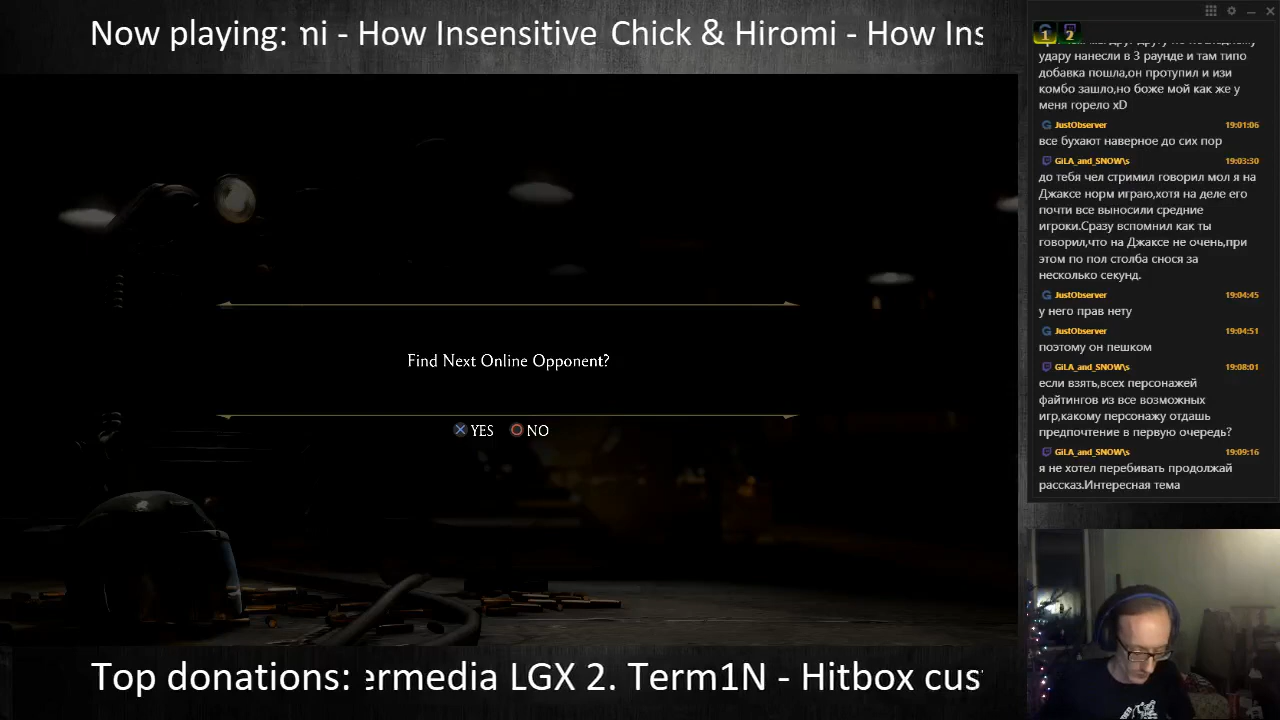 Now playing: mi - How Insensitive Chick & Hiromi - How Ins
1 2
удару нанесли в 3 раунде и там типо
добавка пошла,он протупил и изи
комбо зашло,но боже мой как же у
меня горело xD
JustObserver 19:01:06
все бухают наверное до сих пор
GiLA_and_SNOW\s 19:03:30
до тебя чел стримил говорил мол я на
Джаксе норм играю,хотя на деле его
почти все выносили средние
игроки.Сразу вспомнил как ты
говорил,что на Джаксе не очень,при
этом по пол столба снося за
несколько секунд.
JustObserver 19:04:45
у него прав нету
JustObserver 19:04:51
поэтому он пешком
GiLA_and_SNOW\s 19:08:01
если взять,всех персонажей
файтингов из все возможных
игр,какому персонажу отдашь
предпочтение в первую очередь?
GiLA_and_SNOW\s 19:09:16
я не хотел перебивать продолжай
рассказ.Интересная тема
Find Next Online Opponent?
YES NO
Top donations: ermedia LGX 2. Term1N - Hitbox cus